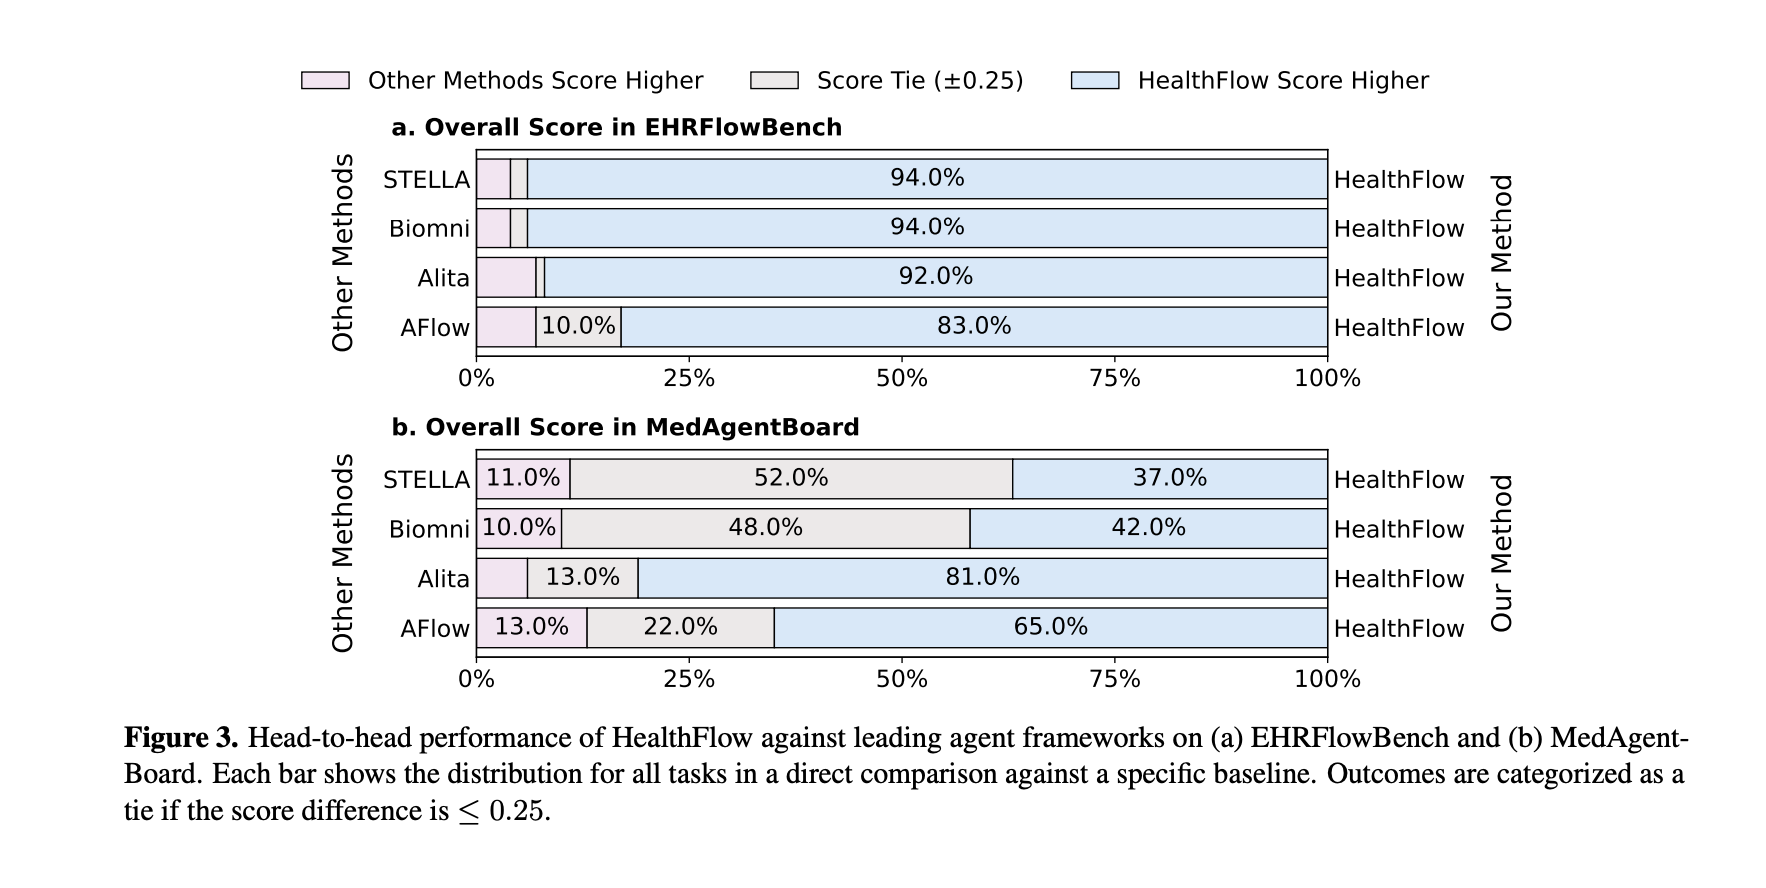 Other Methods Score Higher Score Tie (±0.25) HealthFlow Score Higher
a. Overall Score in EHRFlowBench
Other Methods
STELLA 94.0% HealthFlow
Biomni 94.0% HealthFlow
Alita 92.0% HealthFlow
AFlow 10.0% 83.0% HealthFlow
Our Method
0% 25% 50% 75% 100%
b. Overall Score in MedAgentBoard
Other Methods
STELLA 11.0% 52.0% 37.0% HealthFlow
Biomni 10.0% 48.0% 42.0% HealthFlow
Alita 13.0% 81.0% HealthFlow
AFlow 13.0% 22.0% 65.0% HealthFlow
Our Method
0% 25% 50% 75% 100%
Figure 3. Head-to-head performance of HealthFlow against leading agent frameworks on (a) EHRFlowBench and (b) MedAgent-
Board. Each bar shows the distribution for all tasks in a direct comparison against a specific baseline. Outcomes are categorized as a
tie if the score difference is ≤ 0.25.